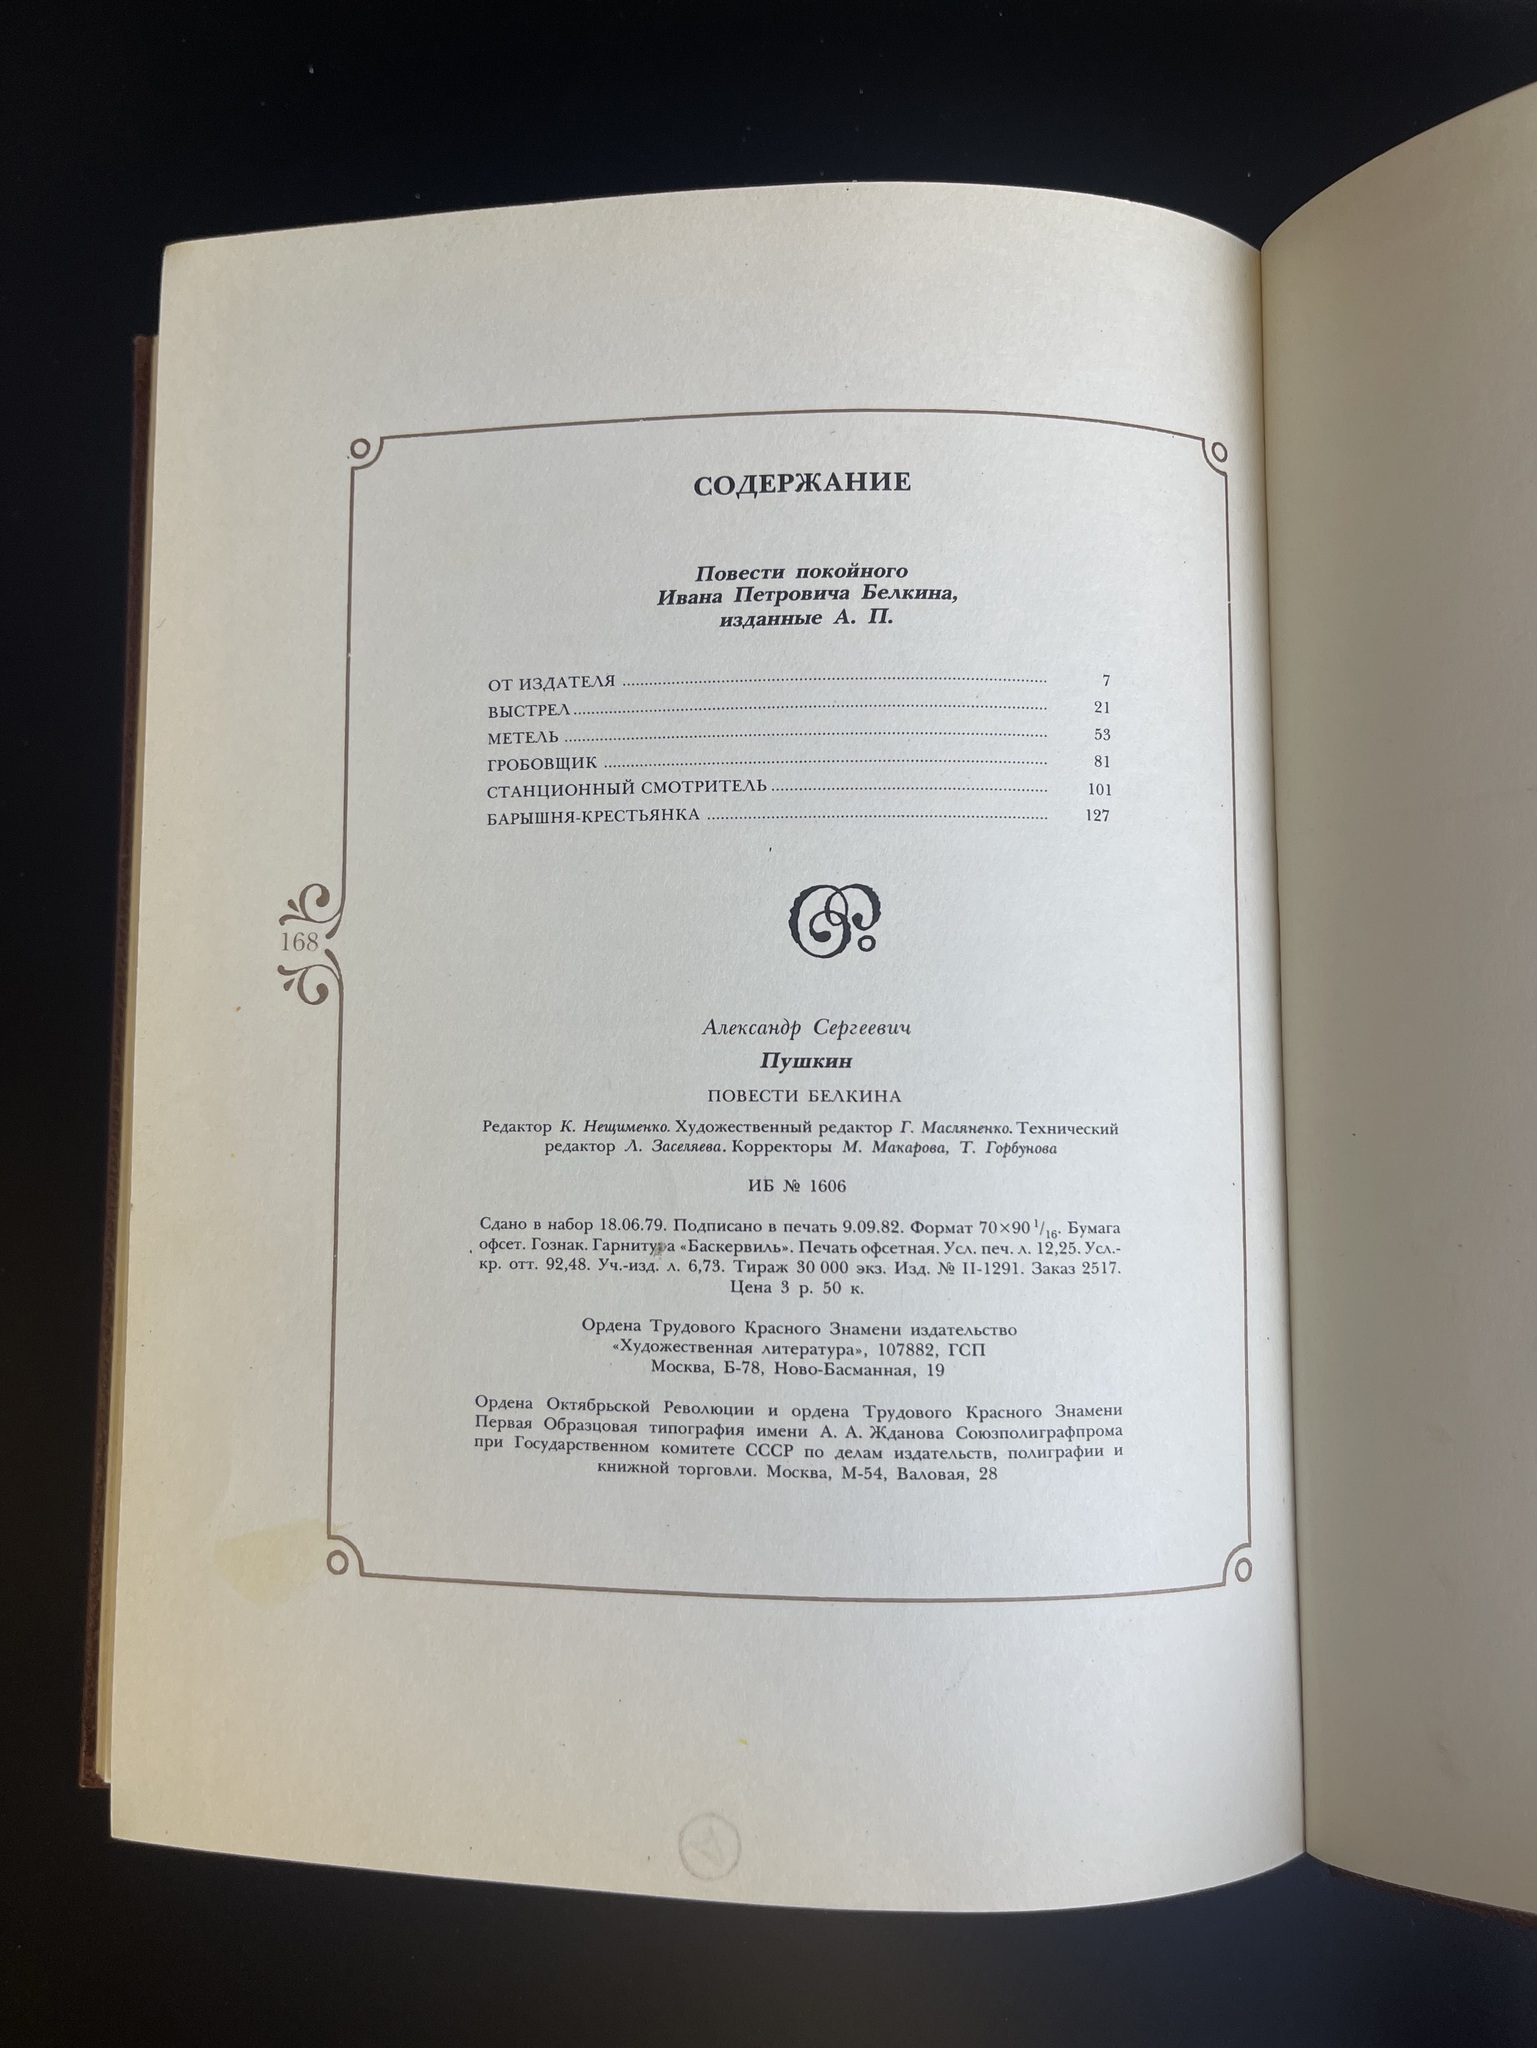 СОДЕРЖАНИЕ
Повести покойного
Ивана Петровича Белкина,
изданные А. П.
ОТ ИЗДАТЕЛЯ 7
ВЫСТРЕЛ 21
МЕТЕЛЬ 53
ГРОБОВЩИК 81
СТАНЦИОННЫЙ СМОТРИТЕЛЬ 101
БАРЫШНЯ-КРЕСТЬЯНКА 127
168
Александр Сергеевич
Пушкин
ПОВЕСТИ БЕЛКИНА
Редактор К. Нещименко. Художественный редактор Г. Масляненко. Технический
редактор Л. Заселяева. Корректоры М. Макарова, Т. Горбунова
ИБ № 1606
Сдано в набор 18.06.79. Подписано в печать 9.09.82. Формат 70×90 1/16. Бумага
офсет. Гознак. Гарнитура «Баскервиль». Печать офсетная. Усл. печ. л. 12,25. Усл.-
кр. отт. 92,48. Уч.-изд. л. 6,73. Тираж 30 000 экз. Изд. № II-1291. Заказ 2517.
Цена 3 р. 50 к.
Ордена Трудового Красного Знамени издательство
«Художественная литература», 107882, ГСП
Москва, Б-78, Ново-Басманная, 19
Ордена Октябрьской Революции и ордена Трудового Красного Знамени
Первая Образцовая типография имени А. А. Жданова Союзполиграфпрома
при Государственном комитете СССР по делам издательств, полиграфии и
книжной торговли. Москва, М-54, Валовая, 28